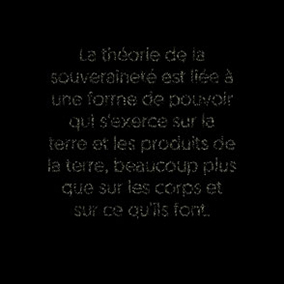 La théorie de la
souveraineté est liée à
une forme de pouvoir
qui s'exerce sur la
terre et les produits de
la terre, beaucoup plus
que sur les corps et
sur ce qu'ils font.